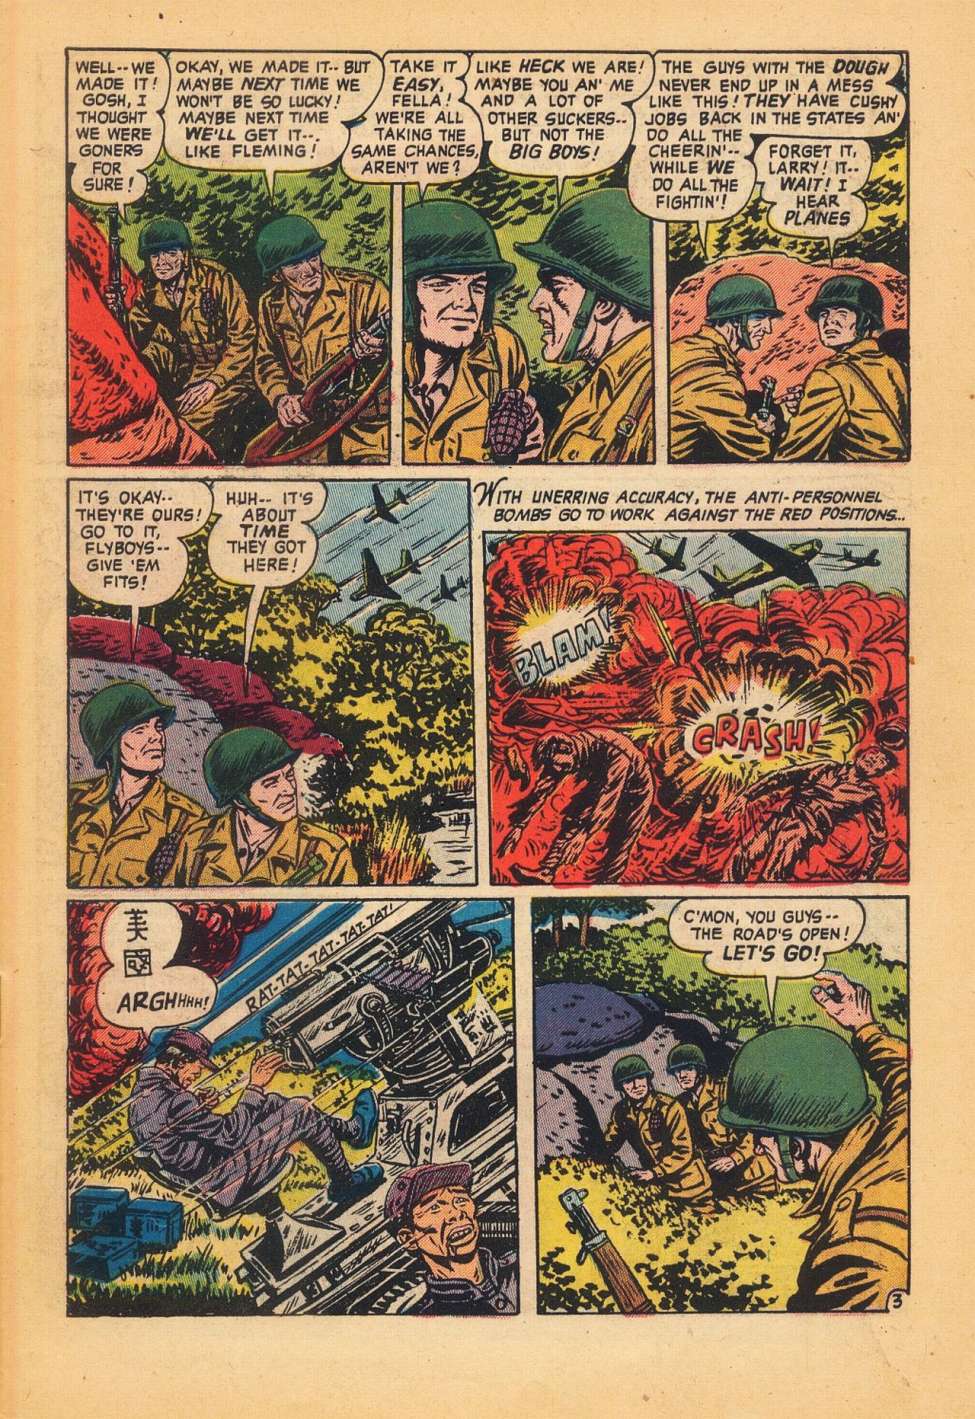 WELL--WE
MADE IT!
GOSH, I
THOUGHT
WE WERE
GONERS
FOR
SURE!
OKAY, WE MADE IT--BUT
MAYBE NEXT TIME WE
WON'T BE SO LUCKY!
MAYBE NEXT TIME
WE'LL GET IT--
LIKE FLEMING!
TAKE IT
EASY,
FELLA!
WE'RE ALL
TAKING THE
SAME CHANCES,
AREN'T WE?
LIKE HECK WE ARE!
MAYBE YOU AN' ME
AND A LOT OF
OTHER SUCKERS--
BUT NOT THE
BIG BOYS!
THE GUYS WITH THE DOUGH
NEVER END UP IN A MESS
LIKE THIS! THEY HAVE CUSHY
JOBS BACK IN THE STATES AN'
DO ALL THE
CHEERIN'--
WHILE WE
DO ALL THE
FIGHTIN'!
FORGET IT,
LARRY! IT--
WAIT! I
HEAR
PLANES
IT'S OKAY--
THEY'RE OURS!
GO TO IT,
FLYBOYS--
GIVE 'EM
FITS!
HUH-- IT'S
ABOUT
TIME
THEY GOT
HERE!
WITH UNERRING ACCURACY, THE ANTI-PERSONNEL
BOMBS GO TO WORK AGAINST THE RED POSITIONS...
BLAM!
CRASH!
美
國
ARGHHHH!
RAT-TAT-TAT-TAT-TAT!
C'MON, YOU GUYS--
THE ROAD'S OPEN!
LET'S GO!
3